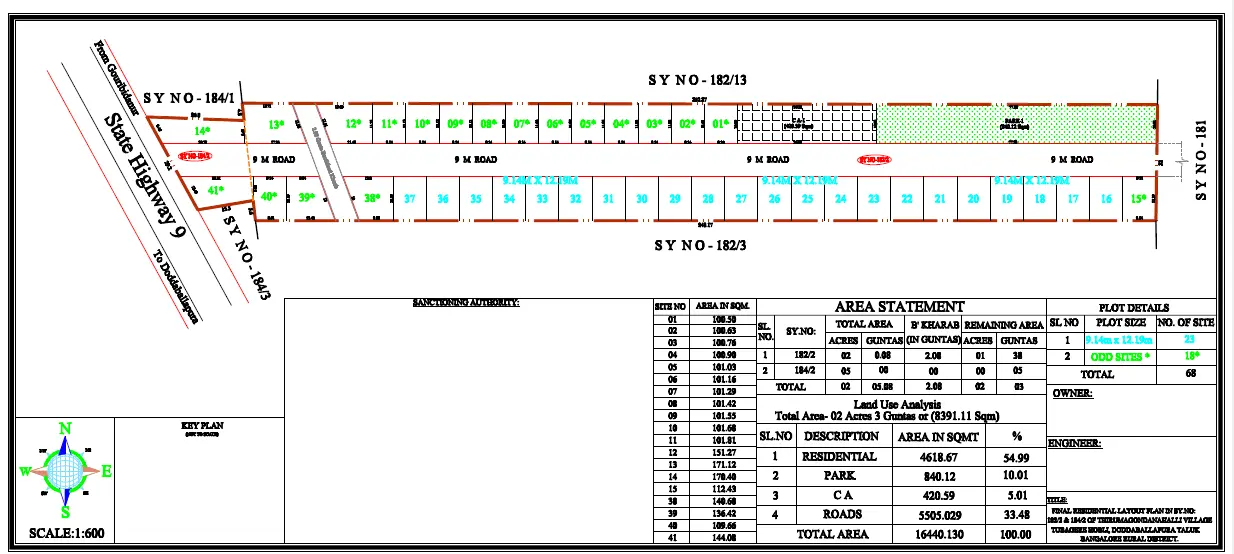 From Gouribidanur
State Highway 9
To Doddaballapura
S Y N O - 184/1
S Y N O - 182/13
S Y N O - 181
S Y N O - 184/3
S Y N O - 182/3
14* 13* 12* 11* 10* 09* 08* 07* 06* 05* 04* 03* 02* 01*
CA-1
PARK-1
SY NO-184/2
9 M ROAD 9 M ROAD 9 M ROAD 9 M ROAD
9.14M X 12.19M 9.14M X 12.19M 9.14M X 12.19M
41* 40* 39* 38* 37 36 35 34 33 32 31 30 29 28 27 26 25 24 23 22 21 20 19 18 17 16 15*
SANCTIONING AUTHORITY:
KEY PLAN
N
W E
S
SCALE:1:600
SITE NO AREA IN SQM.
01 100.50
02 100.63
03 100.76
04 100.90
05 101.03
06 101.16
07 101.29
08 101.42
09 101.55
10 101.68
11 101.81
12 151.27
13 171.12
14 170.40
15 112.43
38 140.68
39 136.42
40 109.66
41 144.08
AREA STATEMENT
SL. NO. SY.NO: TOTAL AREA B' KHARAB (IN GUNTAS) REMAINING AREA
ACRES GUNTAS ACRES GUNTAS
1 182/2 02 0.08 2.08 01 38
2 184/2 05 00 00 00 05
TOTAL 02 05.08 2.08 02 03
Land Use Analysis
Total Area- 02 Acres 3 Guntas or (8391.11 Sqm)
SL.NO DESCRIPTION AREA IN SQMT %
1 RESIDENTIAL 4618.67 54.99
2 PARK 840.12 10.01
3 C A 420.59 5.01
4 ROADS 5505.029 33.48
TOTAL AREA 16440.130 100.00
PLOT DETAILS
SL NO PLOT SIZE NO. OF SITE
1 9.14m x 12.19m 23
2 ODD SITES * 18*
TOTAL 68
OWNER:
ENGINEER:
TITLE:
FINAL RESIDENTIAL LAYOUT PLAN IN SY.NO:
182/2 & 184/2 OF THIRUMAGONDANAHALLI VILLAGE
TUBAGERE HOBLI, DODDABALLAPURA TALUK
BANGALORE RURAL DISTRICT.